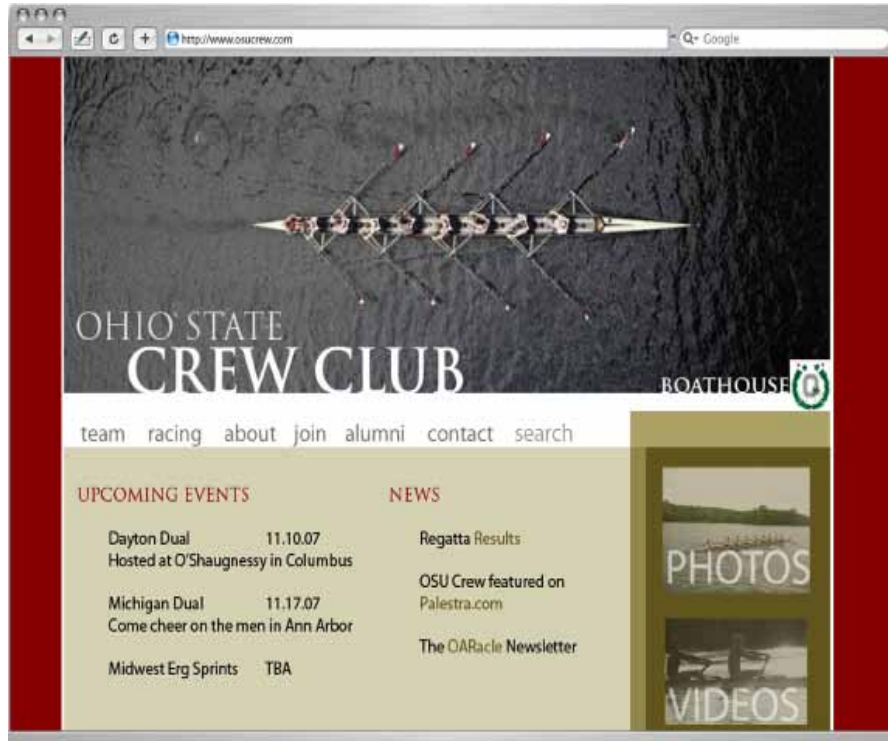 http://www.osucrew.com
Google
OHIO STATE
CREW CLUB
BOATHOUSE
team racing about join alumni contact search
UPCOMING EVENTS
Dayton Dual 11.10.07
Hosted at O'Shaugnessy in Columbus
Michigan Dual 11.17.07
Come cheer on the men in Ann Arbor
Midwest Erg Sprints TBA
NEWS
Regatta Results
OSU Crew featured on
Palestra.com
The OARacle Newsletter
PHOTOS
VIDEOS